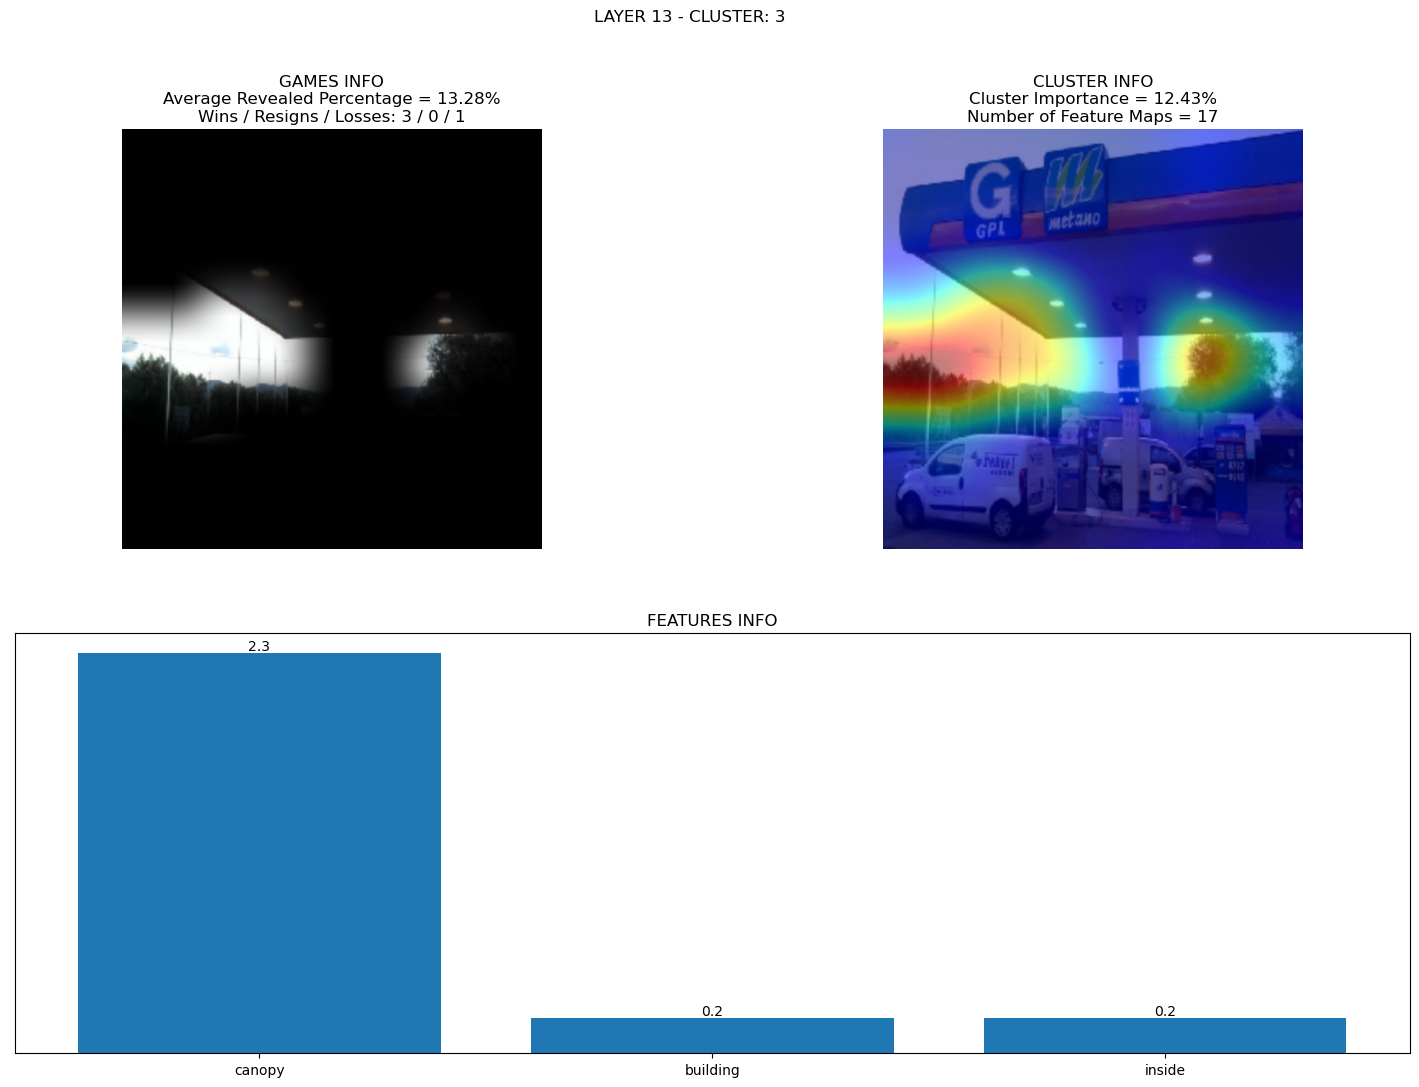 LAYER 13 - CLUSTER: 3
GAMES INFO
Average Revealed Percentage = 13.28%
Wins / Resigns / Losses: 3 / 0 / 1
CLUSTER INFO
Cluster Importance = 12.43%
Number of Feature Maps = 17
G
GPL
metano
FEATURES INFO
2.3
0.2
0.2
canopy
building
inside